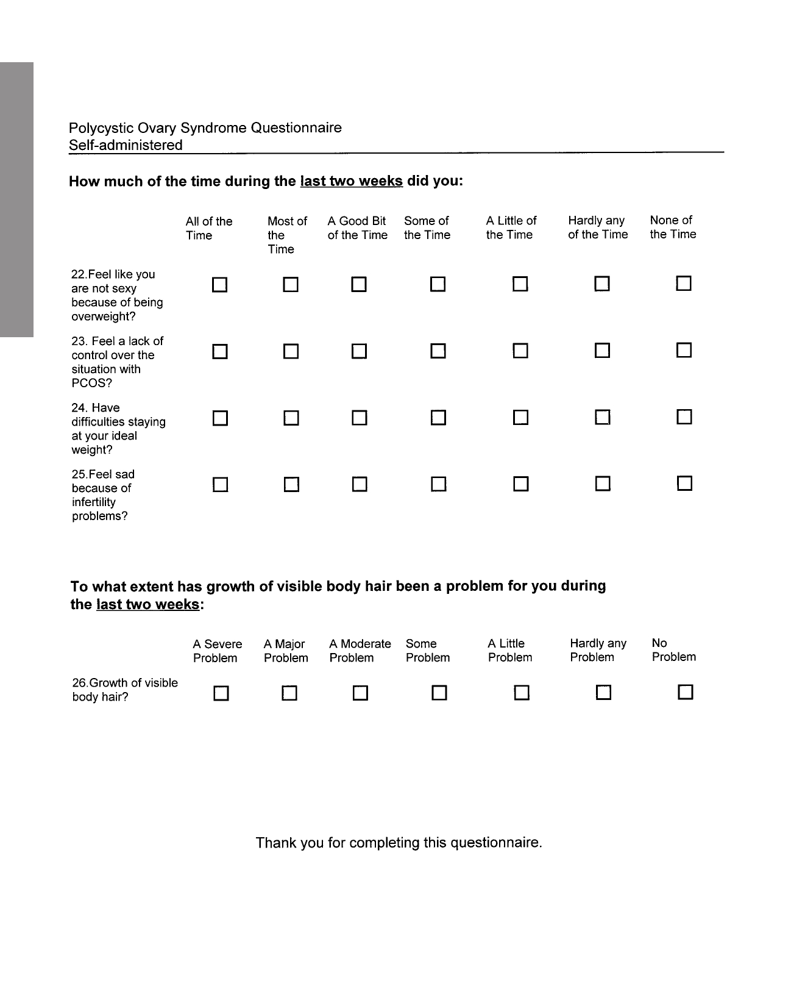 Polycystic Ovary Syndrome Questionnaire
Self-administered
How much of the time during the last two weeks did you:
All of the Time
Most of the Time
A Good Bit of the Time
Some of the Time
A Little of the Time
Hardly any of the Time
None of the Time
22.Feel like you
are not sexy
because of being
overweight?
23. Feel a lack of
control over the
situation with
PCOS?
24. Have
difficulties staying
at your ideal
weight?
25.Feel sad
because of
infertility
problems?
To what extent has growth of visible body hair been a problem for you during
the last two weeks:
A Severe Problem
A Major Problem
A Moderate Problem
Some Problem
A Little Problem
Hardly any Problem
No Problem
26.Growth of visible
body hair?
Thank you for completing this questionnaire.